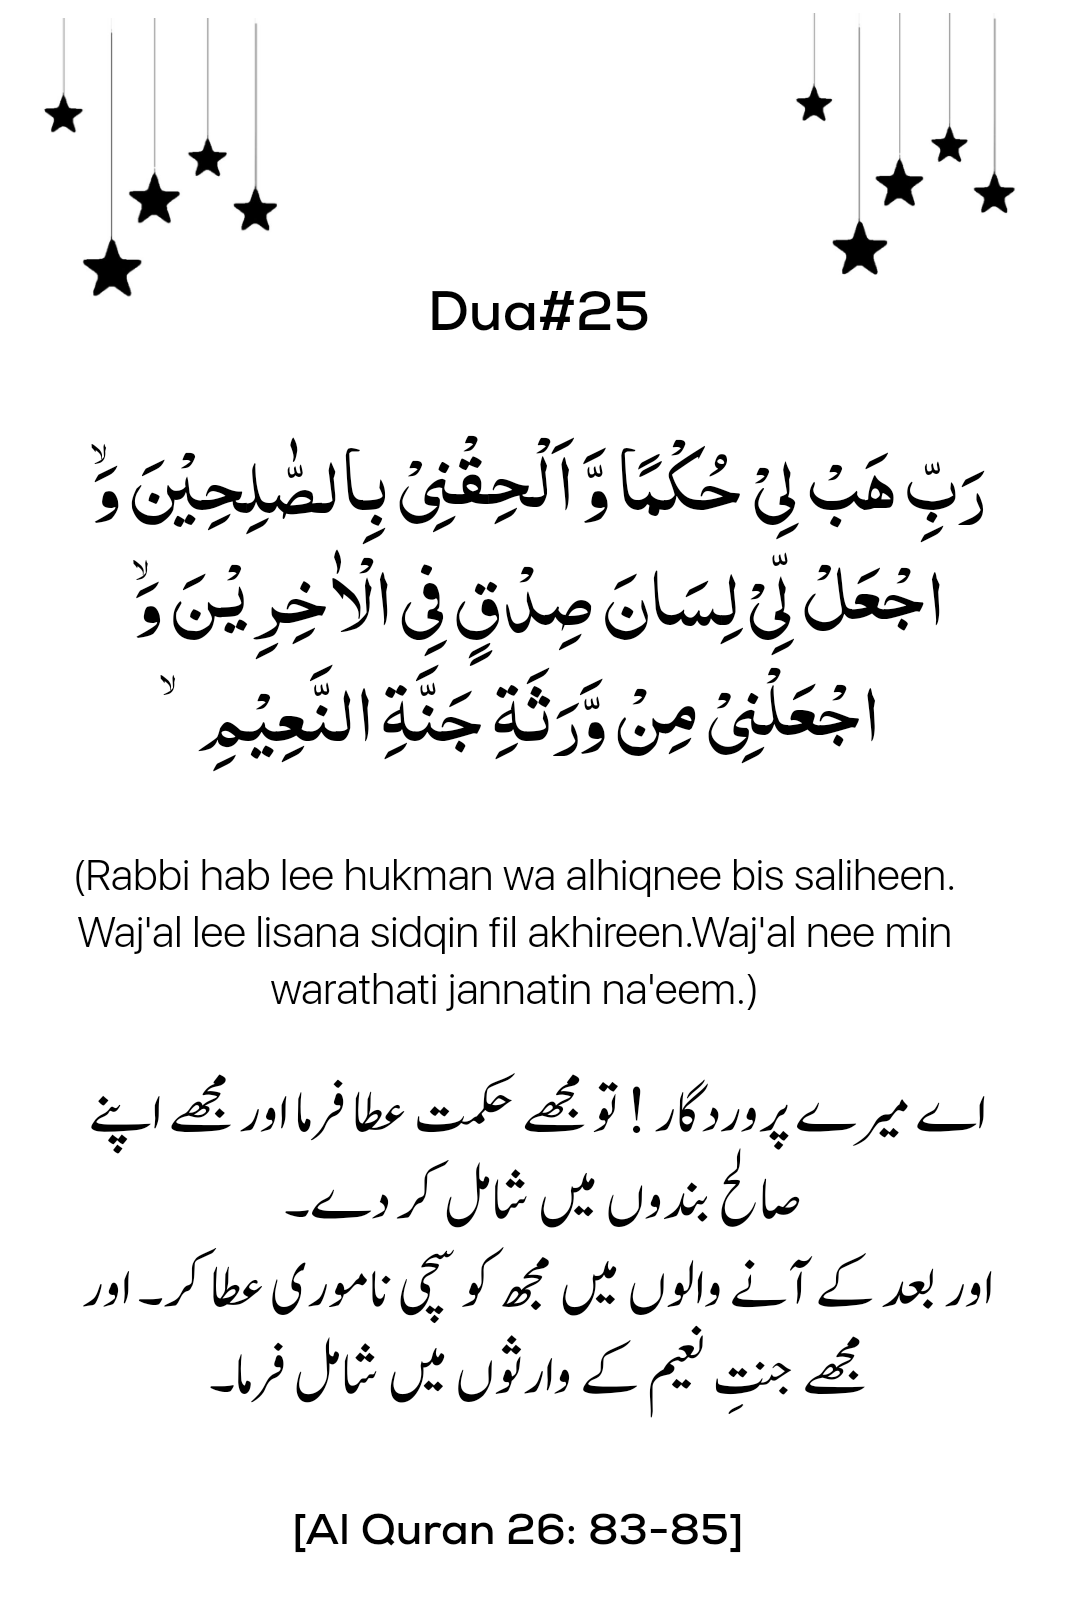 Dua#25
رَبِّ هَبْ لِيْ حُكْمًا وَّ اَلْحِقْنِيْ بِالصّٰلِحِيْنَ وَۙ
اجْعَلْ لِّيْ لِسَانَ صِدْقٍ فِي الْاٰخِرِيْنَ وَۙ
اجْعَلْنِيْ مِنْ وَّرَثَةِ جَنَّةِ النَّعِيْمِ ۙ
(Rabbi hab lee hukman wa alhiqnee bis saliheen.
Waj'al lee lisana sidqin fil akhireen.Waj'al nee min
warathati jannatin na'eem.)
اے میرے پروردگار ! تو مجھے حکمت عطا فرما اور مجھے اپنے
صالح بندوں میں شامل کر دے۔
اور بعد کے آنے والوں میں مجھ کو سچّی ناموری عطا کر۔ اور
مجھے جنتِ نعیم کے وارثوں میں شامل فرما۔
[Al Quran 26: 83-85]